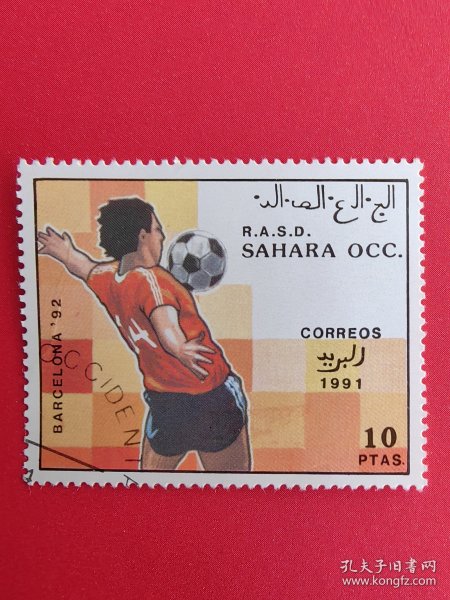 الج.الع.الص.الد.
R.A.S.D.
SAHARA OCC.
CORREOS
البريد
1991
10
PTAS.
BARCELONA '92
OCCIDENTA
14
孔夫子旧书网
www.kongfz.com